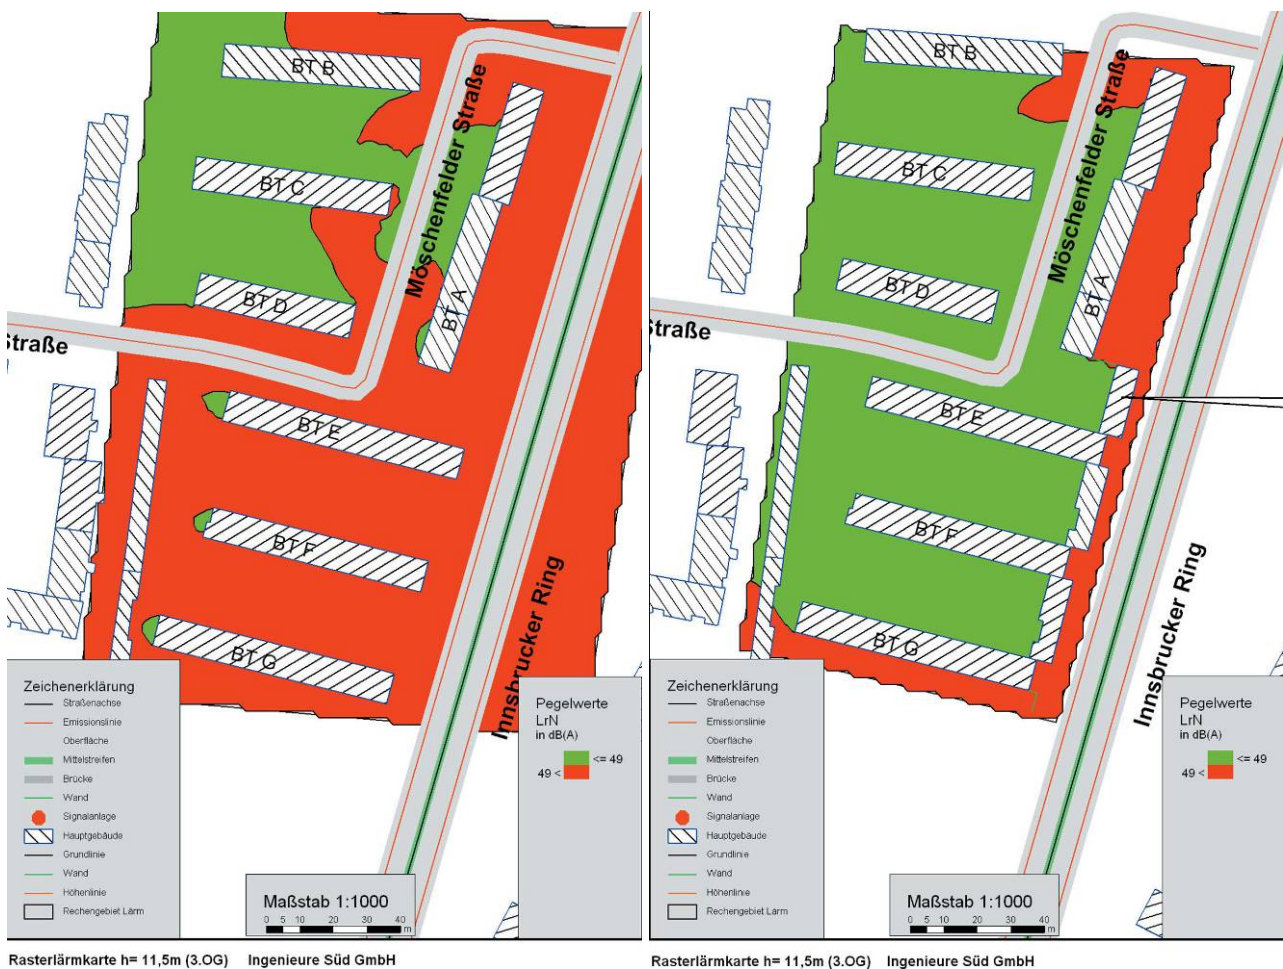 BT B
BT C
BT D
BT A
BT E
BT F
BT G
Möschenfelder Straße
Straße
Innsbrucker Ring
Zeichenerklärung
Straßenachse
Emissionslinie
Oberfläche
Mittelstreifen
Brücke
Wand
Signalanlage
Hauptgebäude
Grundlinie
Wand
Höhenlinie
Rechengebiet Lärm
Maßstab 1:1000
0 5 10 20 30 40
m
Pegelwerte
LrN
in dB(A)
<= 49
49 <
Rasterlärmkarte h= 11,5m (3.OG) Ingenieure Süd GmbH
BT B
BT C
BT D
BT A
BT E
BT F
BT G
Möschenfelder Straße
Straße
Innsbrucker Ring
Zeichenerklärung
Straßenachse
Emissionslinie
Oberfläche
Mittelstreifen
Brücke
Wand
Signalanlage
Hauptgebäude
Grundlinie
Wand
Höhenlinie
Rechengebiet Lärm
Maßstab 1:1000
0 5 10 20 30 40
m
Pegelwerte
LrN
in dB(A)
<= 49
49 <
Rasterlärmkarte h= 11,5m (3.OG) Ingenieure Süd GmbH